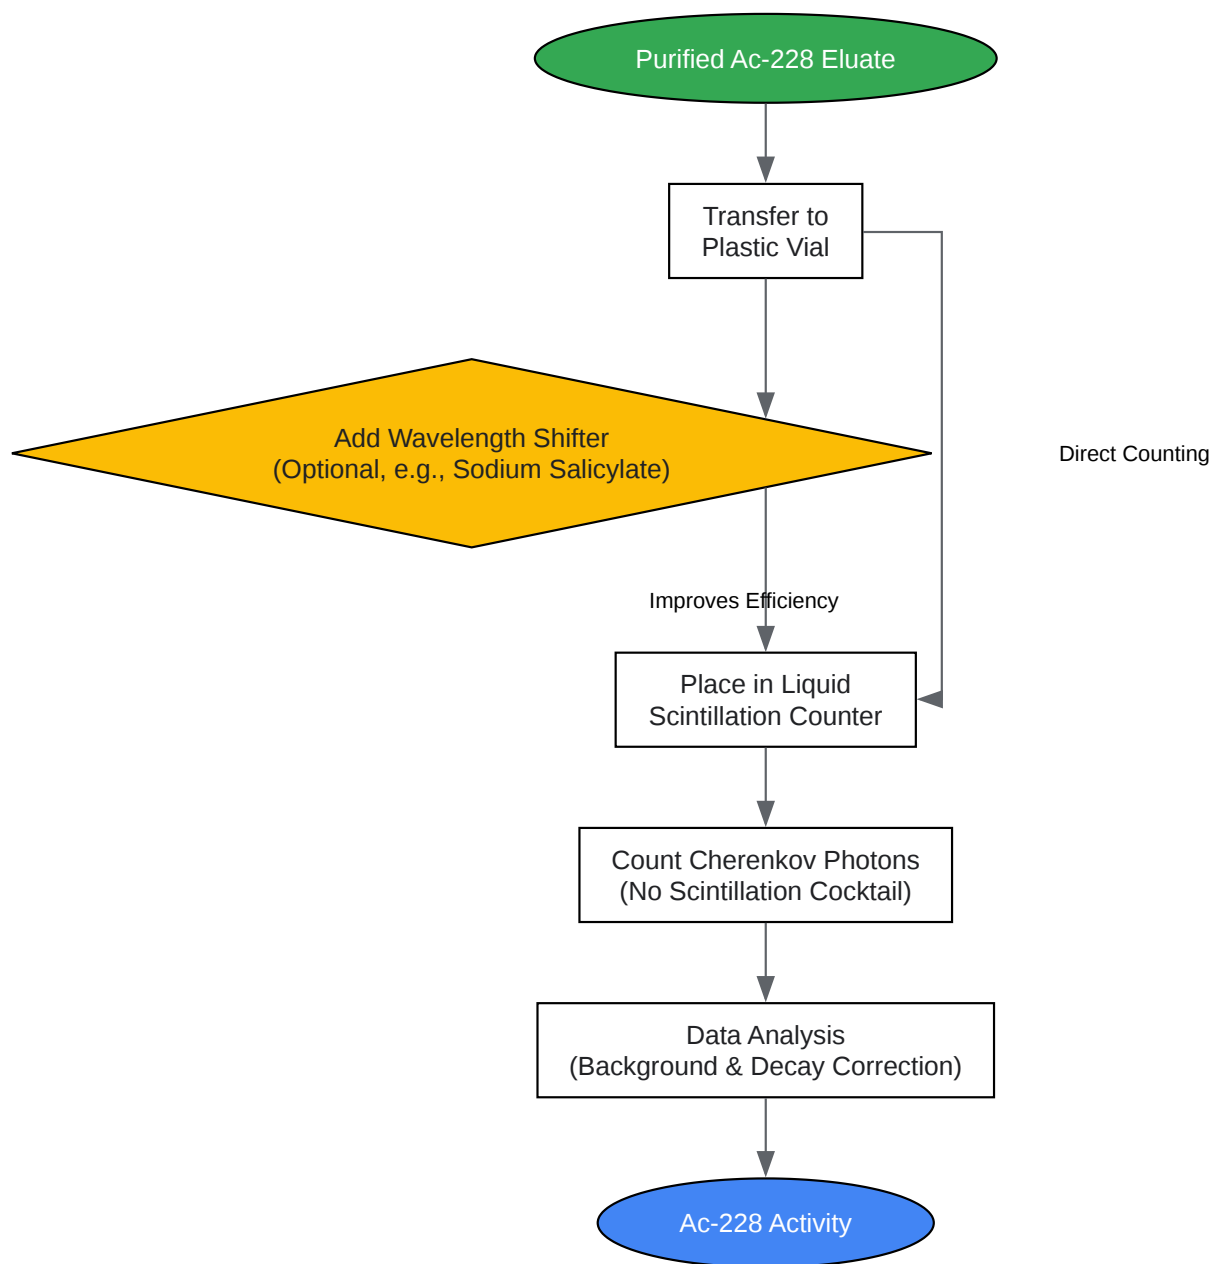 Purified Ac-228 Eluate
Transfer to
Plastic Vial
Add Wavelength Shifter
(Optional, e.g., Sodium Salicylate)
Direct Counting
Improves Efficiency
Place in Liquid
Scintillation Counter
Count Cherenkov Photons
(No Scintillation Cocktail)
Data Analysis
(Background & Decay Correction)
Ac-228 Activity